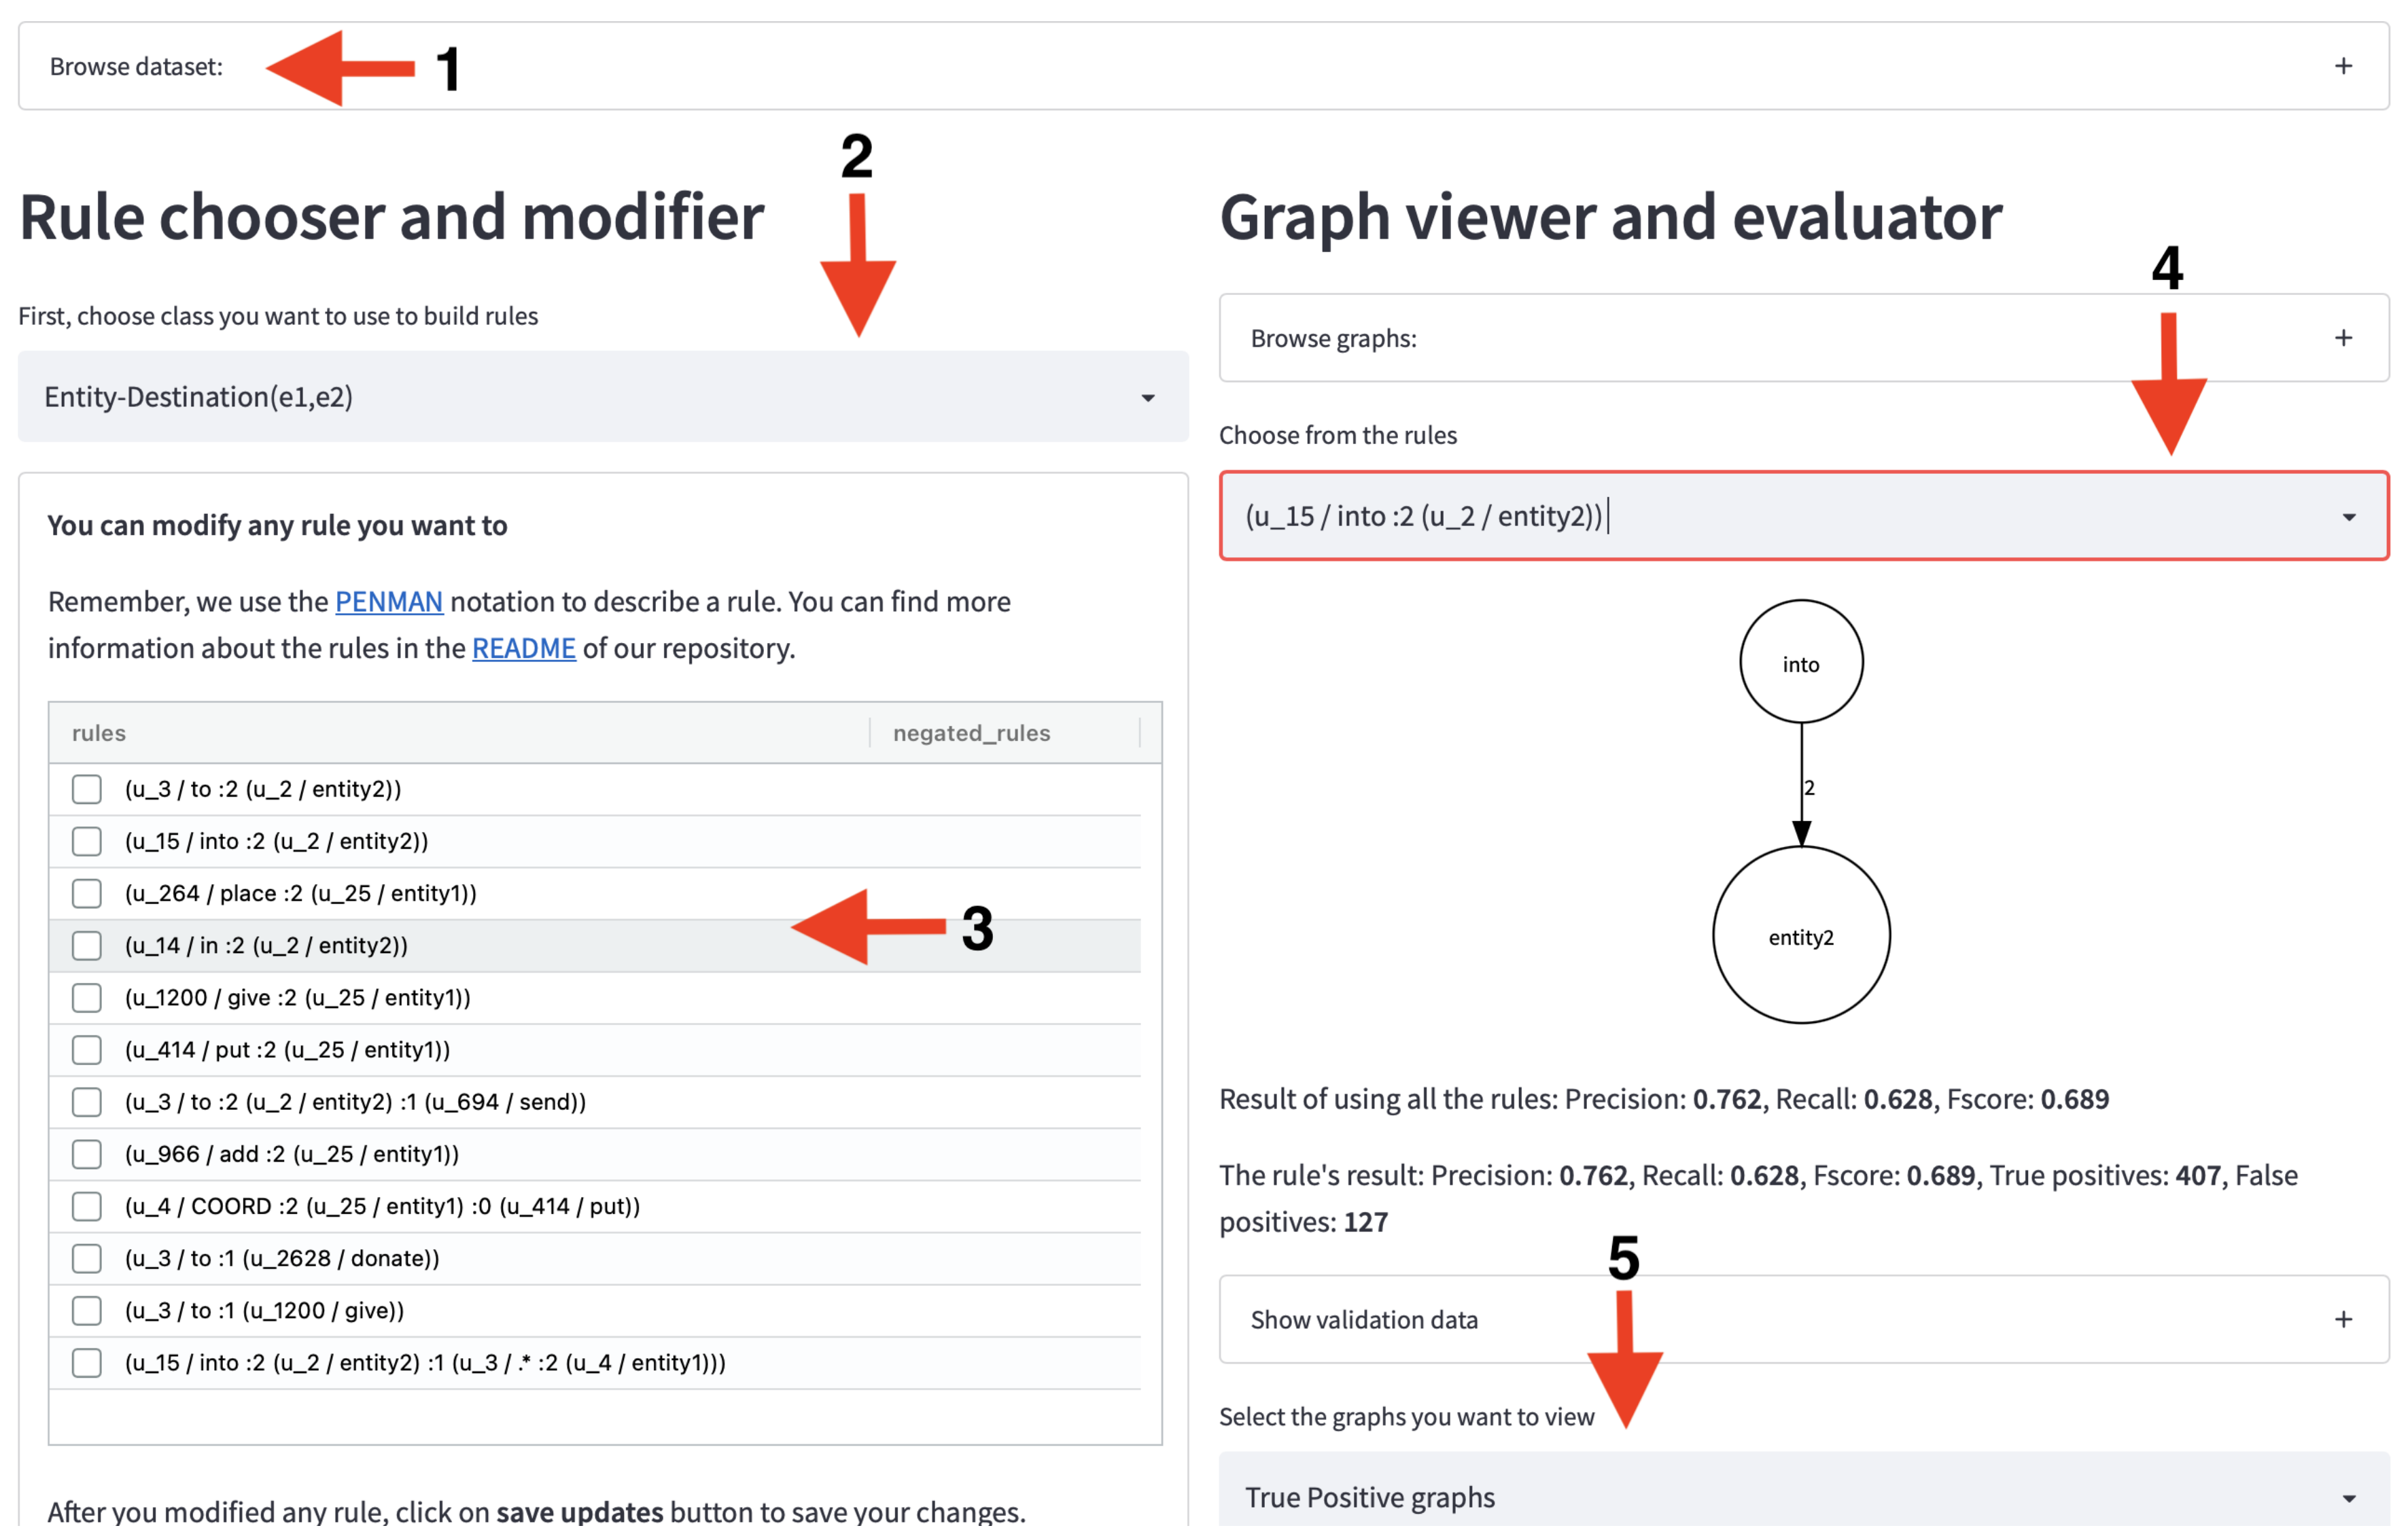 Browse dataset:
1
+
2
Rule chooser and modifier
First, choose class you want to use to build rules
Entity-Destination(e1,e2)
You can modify any rule you want to
Remember, we use the PENMAN notation to describe a rule. You can find more
information about the rules in the README of our repository.
rules negated_rules
(u_3 / to :2 (u_2 / entity2))
(u_15 / into :2 (u_2 / entity2))
(u_264 / place :2 (u_25 / entity1))
3
(u_14 / in :2 (u_2 / entity2))
(u_1200 / give :2 (u_25 / entity1))
(u_414 / put :2 (u_25 / entity1))
(u_3 / to :2 (u_2 / entity2) :1 (u_694 / send))
(u_966 / add :2 (u_25 / entity1))
(u_4 / COORD :2 (u_25 / entity1) :0 (u_414 / put))
(u_3 / to :1 (u_2628 / donate))
(u_3 / to :1 (u_1200 / give))
(u_15 / into :2 (u_2 / entity2) :1 (u_3 / .* :2 (u_4 / entity1)))
After you modified any rule, click on save updates button to save your changes.
Graph viewer and evaluator
4
Browse graphs:
+
Choose from the rules
(u_15 / into :2 (u_2 / entity2))
into
2
entity2
Result of using all the rules: Precision: 0.762, Recall: 0.628, Fscore: 0.689
The rule's result: Precision: 0.762, Recall: 0.628, Fscore: 0.689, True positives: 407, False
positives: 127
5
Show validation data
+
Select the graphs you want to view
True Positive graphs